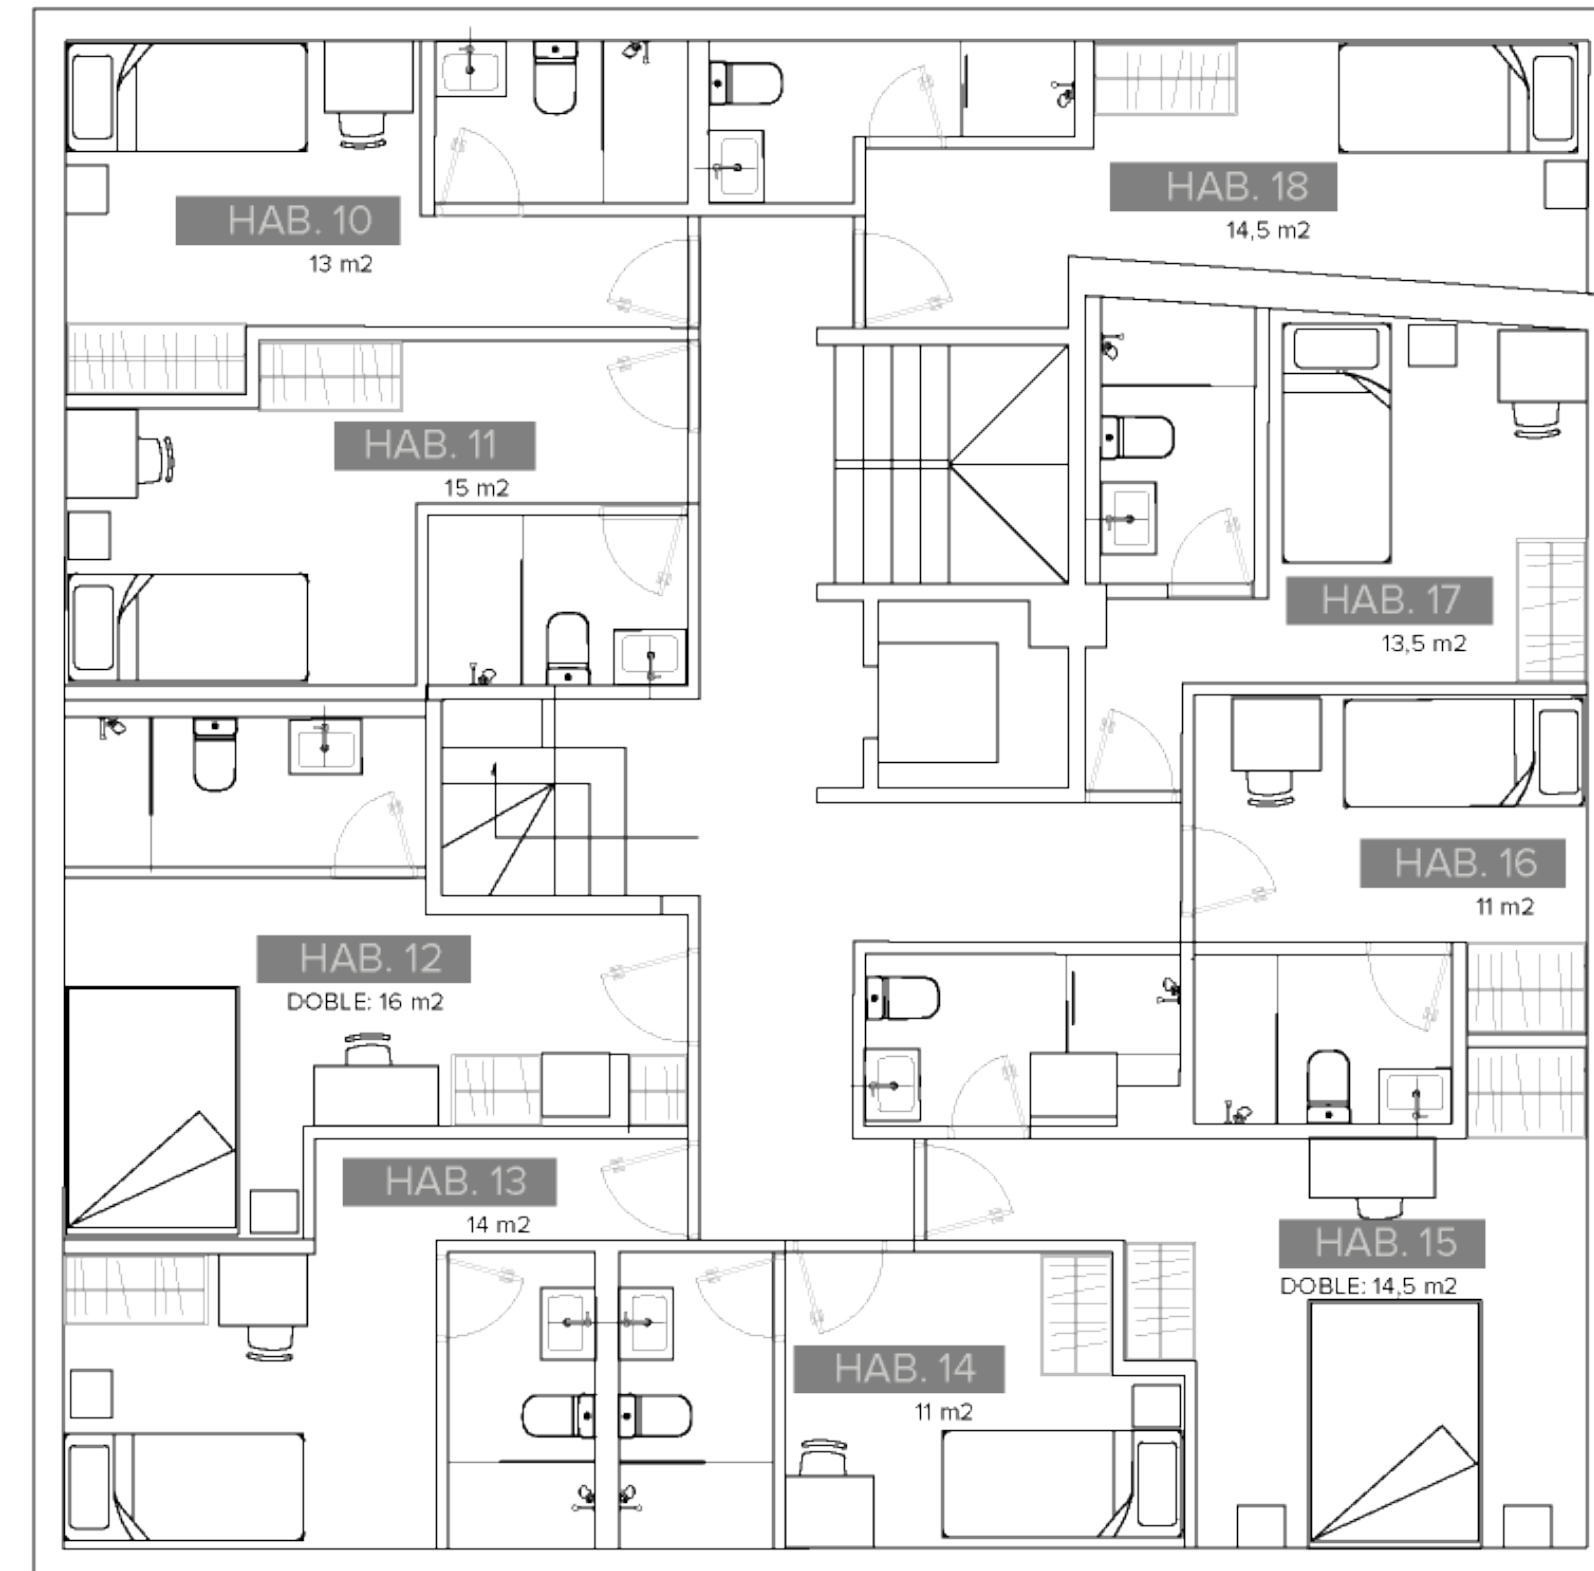 HAB. 10
13 m2
HAB. 18
14,5 m2
HAB. 11
15 m2
HAB. 17
13,5 m2
HAB. 16
11 m2
HAB. 12
DOBLE: 16 m2
HAB. 13
14 m2
HAB. 15
DOBLE: 14,5 m2
HAB. 14
11 m2